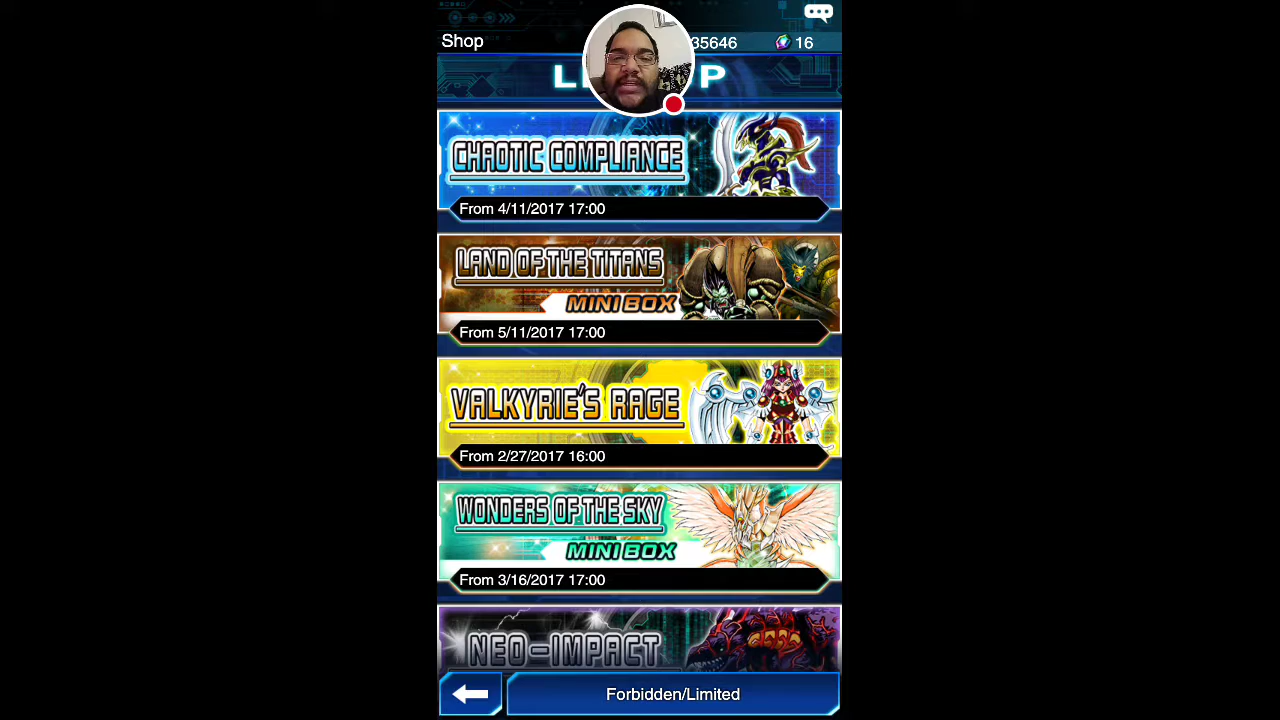 Shop
35646
16
CHAOTIC COMPLIANCE
From 4/11/2017 17:00
LAND OF THE TITANS
MINI BOX
From 5/11/2017 17:00
VALKYRIE'S RAGE
From 2/27/2017 16:00
WONDERS OF THE SKY
MINI BOX
From 3/16/2017 17:00
NEO-IMPACT
Forbidden/Limited